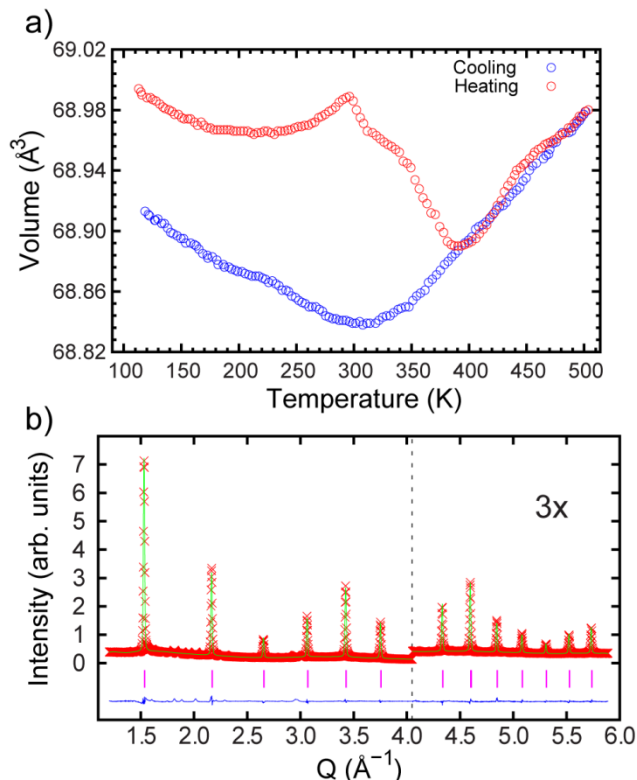 a)
69.02
68.98
68.94
68.90
68.86
68.82
Volume (Å³)
Cooling
Heating
100 150 200 250 300 350 400 450 500
Temperature (K)
b)
7
6
5
4
3
2
1
0
Intensity (arb. units)
3x
1.5 2.0 2.5 3.0 3.5 4.0 4.5 5.0 5.5 6.0
Q (Å⁻¹)